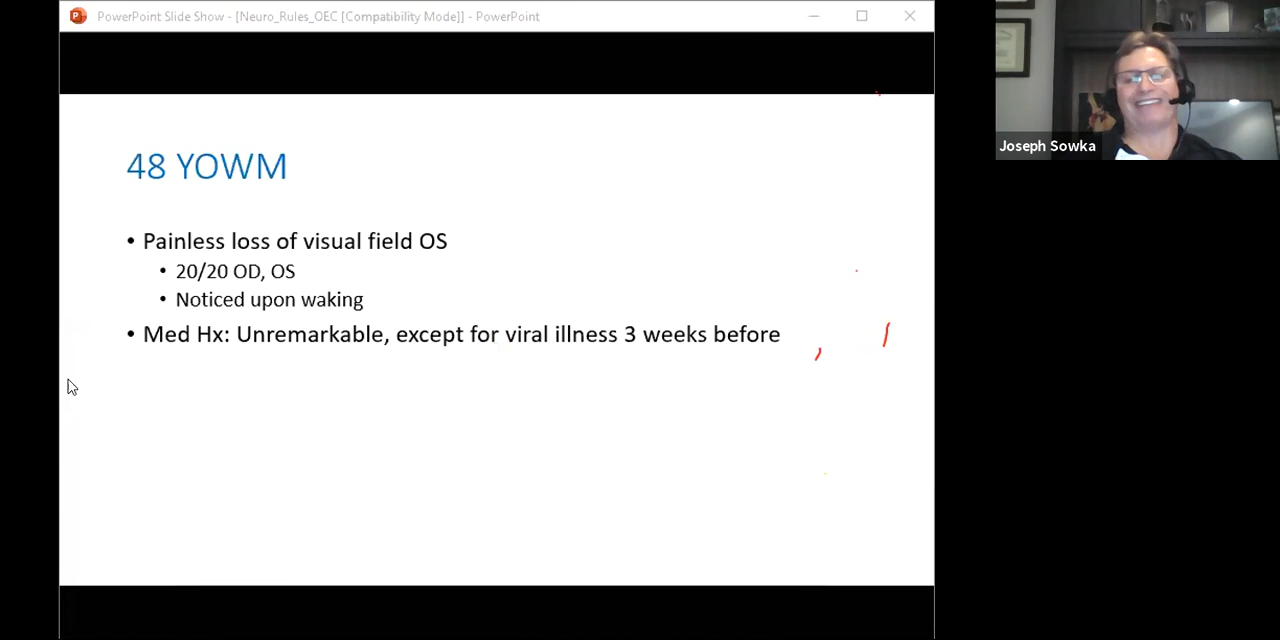 PowerPoint Slide Show - [Neuro_Rules_OEC [Compatibility Mode]] - PowerPoint
48 YOWM
• Painless loss of visual field OS
• 20/20 OD, OS
• Noticed upon waking
• Med Hx: Unremarkable, except for viral illness 3 weeks before
Joseph Sowka